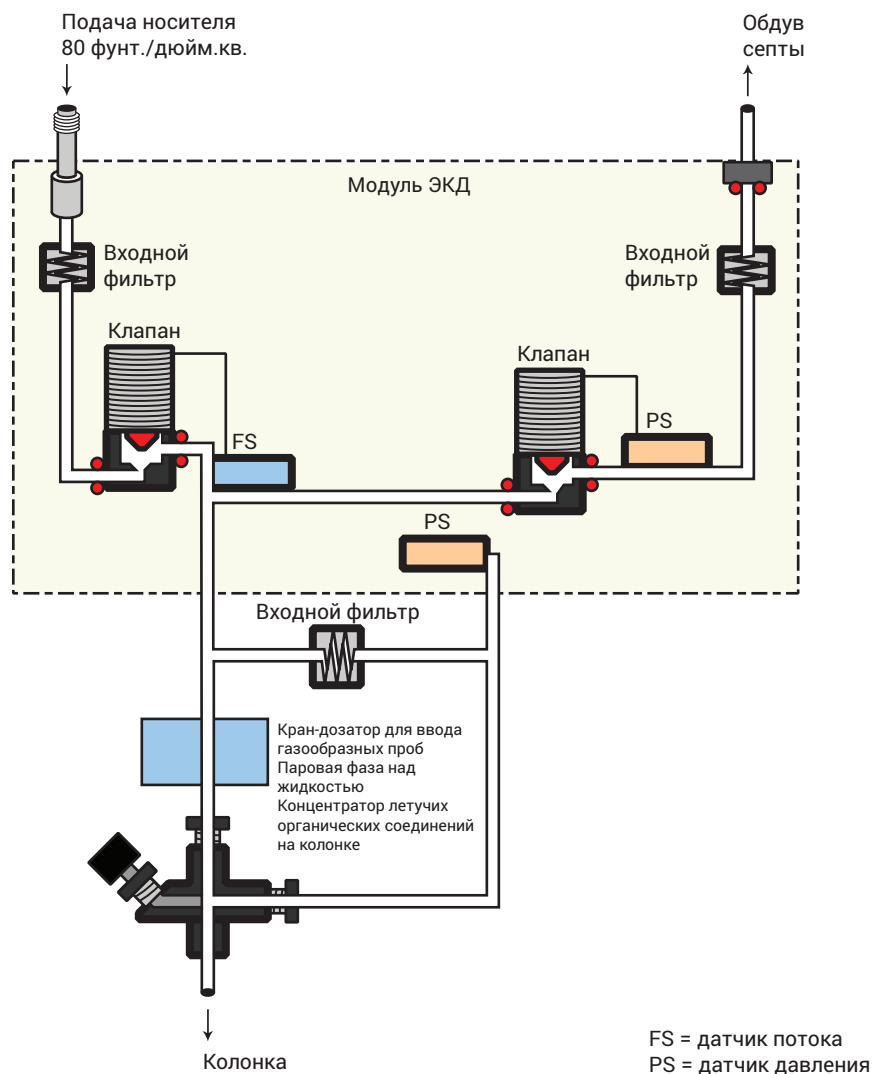 Подача носителя
80 фунт./дюйм.кв.
Обдув
септы
Модуль ЭКД
Входной
фильтр
Входной
фильтр
Клапан
Клапан
FS
PS
PS
Входной фильтр
Кран-дозатор для ввода
газообразных проб
Паровая фаза над
жидкостью
Концентратор летучих
органических соединений
на колонке
Колонка
FS = датчик потока
PS = датчик давления